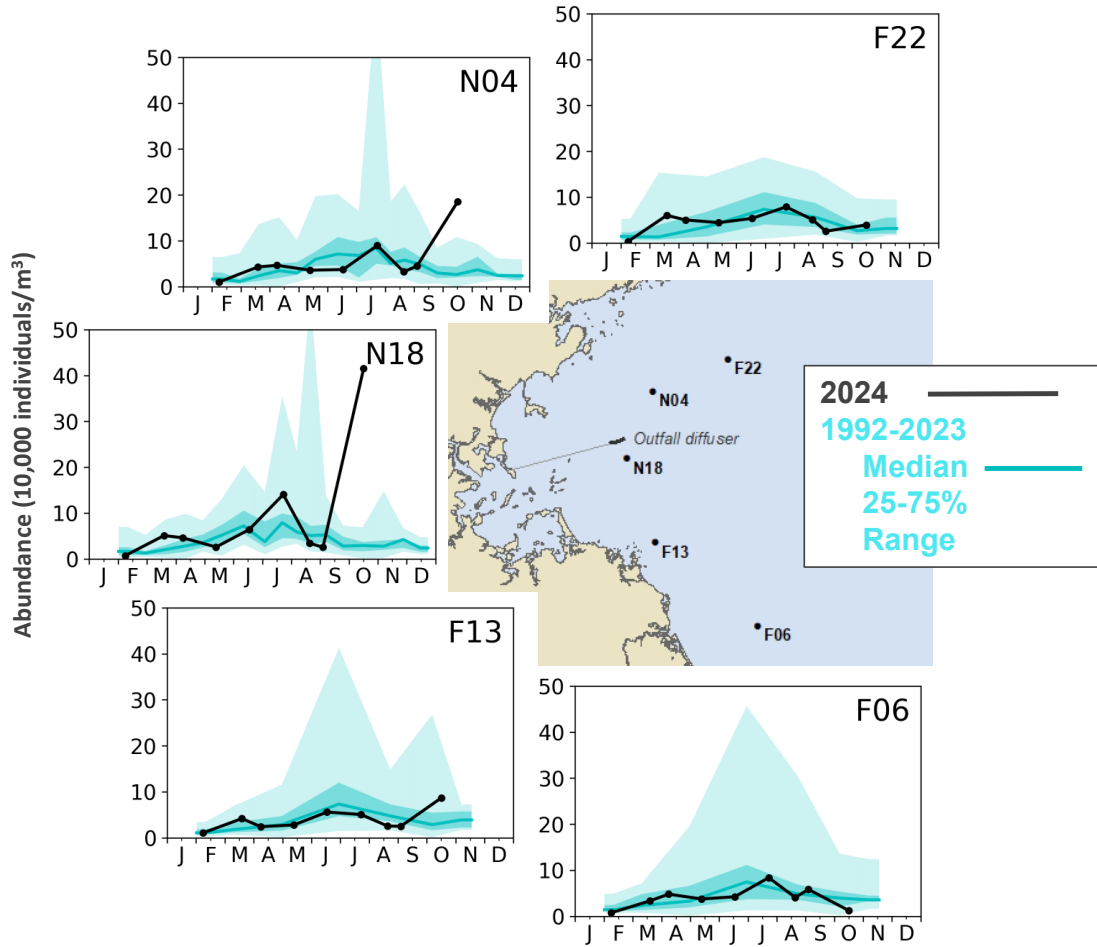 Abundance (10,000 individuals/m³)
N04
50
40
30
20
10
0
J F M A M J J A S O N D
F22
50
40
30
20
10
0
J F M A M J J A S O N D
N18
50
40
30
20
10
0
J F M A M J J A S O N D
F22
N04
Outfall diffuser
N18
F13
F06
2024
1992-2023
Median
25-75%
Range
F13
50
40
30
20
10
0
J F M A M J J A S O N D
F06
50
40
30
20
10
0
J F M A M J J A S O N D